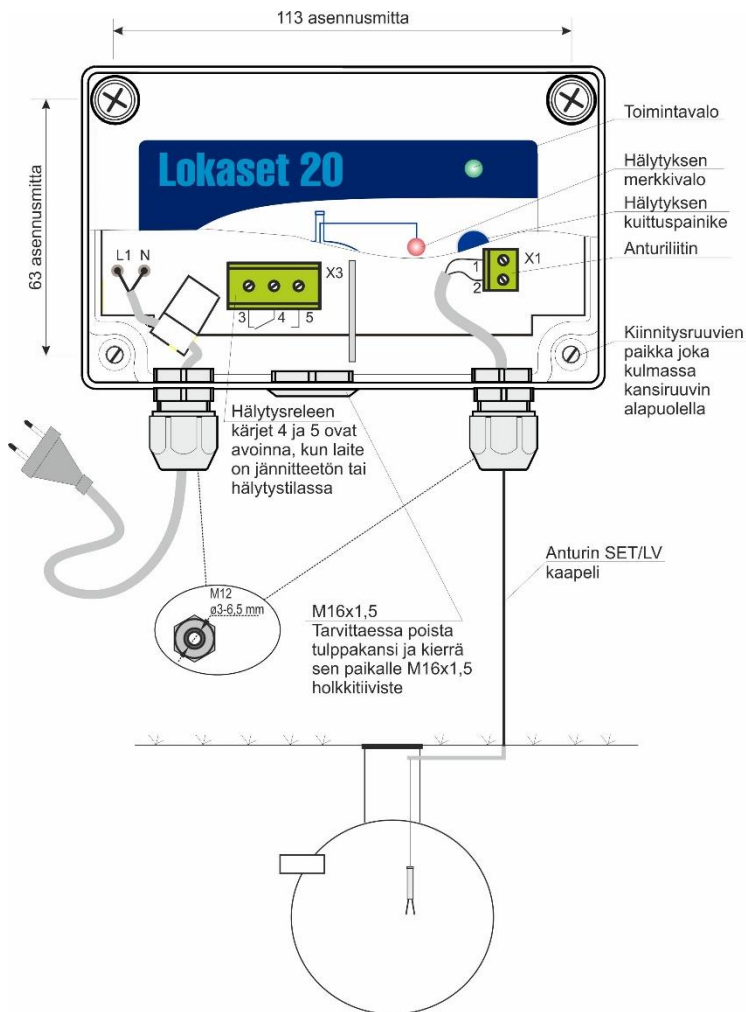 113 asennusmitta
63 asennusmitta
Lokaset 20
Toimintavalo
Hälytyksen
merkkivalo
Hälytyksen
kuittuspainike
Anturiliitin
L1 N
X3
3 4 5
X1
1
2
Kiinnitysruuvien
paikka joka
kulmassa
kansiruuvin
alapuolella
Hälytysreleen
kärjet 4 ja 5 ovat
avoinna, kun laite
on jännitteetön tai
hälytystilassa
Anturin SET/LV
kaapeli
M12
ø3-6,5 mm
M16x1,5
Tarvittaessa poista
tulppakansi ja kierrä
sen paikalle M16x1,5
holkkitiiviste